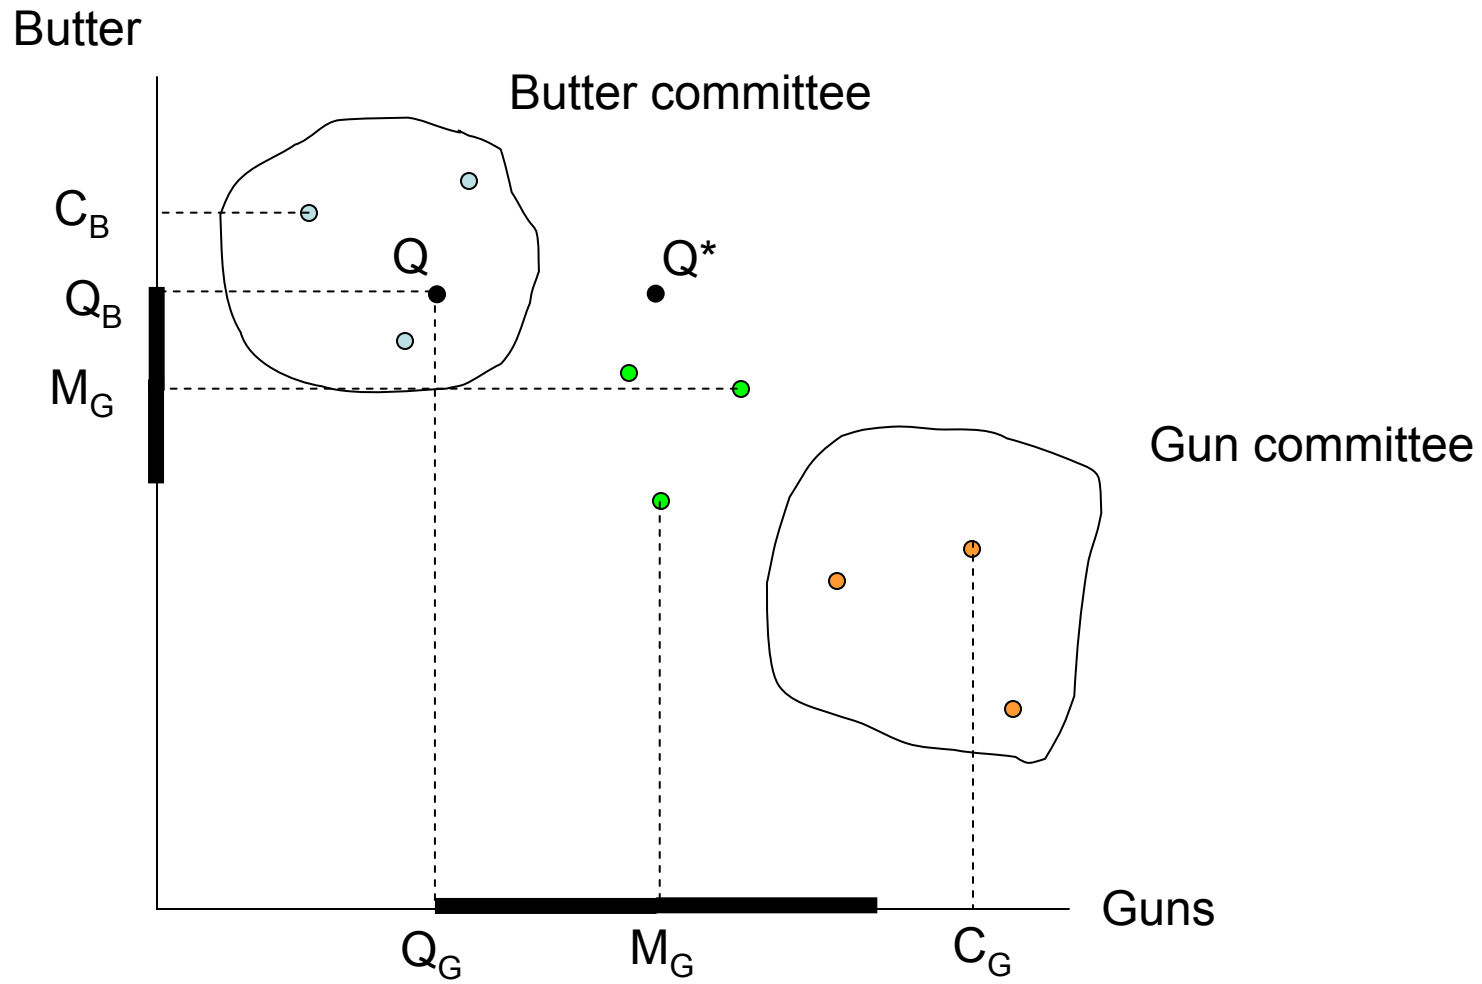 Butter
Butter committee
C_B
Q
Q*
Q_B
M_G
Gun committee
Guns
Q_G
M_G
C_G